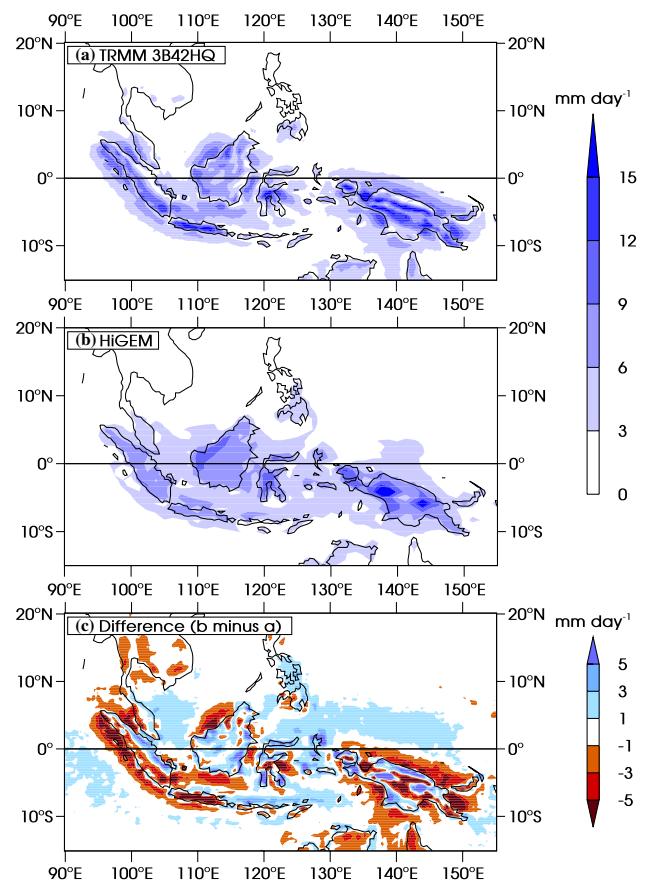 90°E 100°E 110°E 120°E 130°E 140°E 150°E
20°N (a) TRMM 3B42HQ 20°N
10°N 10°N
0° 0°
10°S 10°S
90°E 100°E 110°E 120°E 130°E 140°E 150°E
mm day-1
15
12
9
6
3
0
20°N (b) HiGEM 20°N
10°N 10°N
0° 0°
10°S 10°S
90°E 100°E 110°E 120°E 130°E 140°E 150°E
20°N (c) Difference (b minus a) 20°N
10°N 10°N
0° 0°
10°S 10°S
90°E 100°E 110°E 120°E 130°E 140°E 150°E
mm day-1
5
3
1
-1
-3
-5